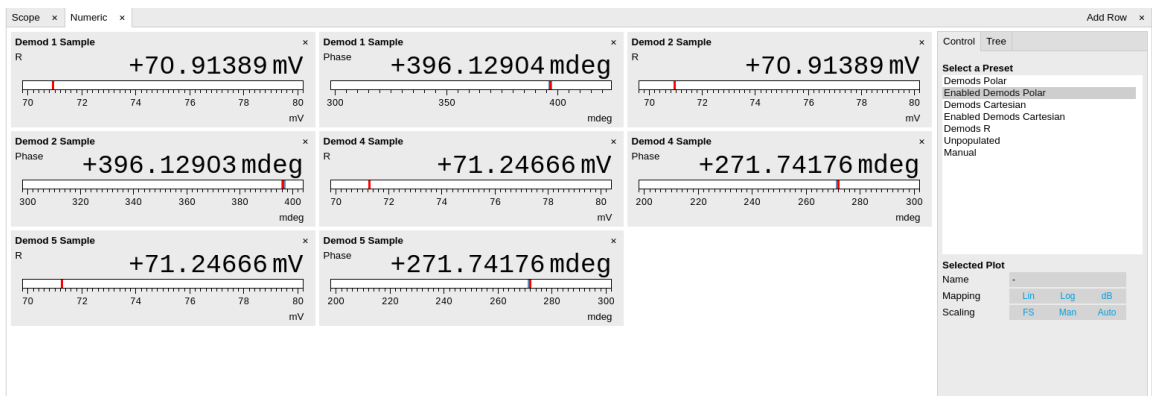 Scope × Numeric × Add Row ×
Demod 1 Sample ×
R
+70.91389 mV
70 72 74 76 78 80
mV
Demod 1 Sample ×
Phase
+396.12904 mdeg
300 350 400
mdeg
Demod 2 Sample ×
R
+70.91389 mV
70 72 74 76 78 80
mV
Demod 2 Sample ×
Phase
+396.12903 mdeg
300 320 340 360 380 400
mdeg
Demod 4 Sample ×
R
+71.24666 mV
70 72 74 76 78 80
mV
Demod 4 Sample ×
Phase
+271.74176 mdeg
200 220 240 260 280 300
mdeg
Demod 5 Sample ×
R
+71.24666 mV
70 72 74 76 78 80
mV
Demod 5 Sample ×
Phase
+271.74176 mdeg
200 220 240 260 280 300
mdeg
Control Tree
Select a Preset
Demods Polar
Enabled Demods Polar
Demods Cartesian
Enabled Demods Cartesian
Demods R
Unpopulated
Manual
Selected Plot
Name -
Mapping Lin Log dB
Scaling FS Man Auto